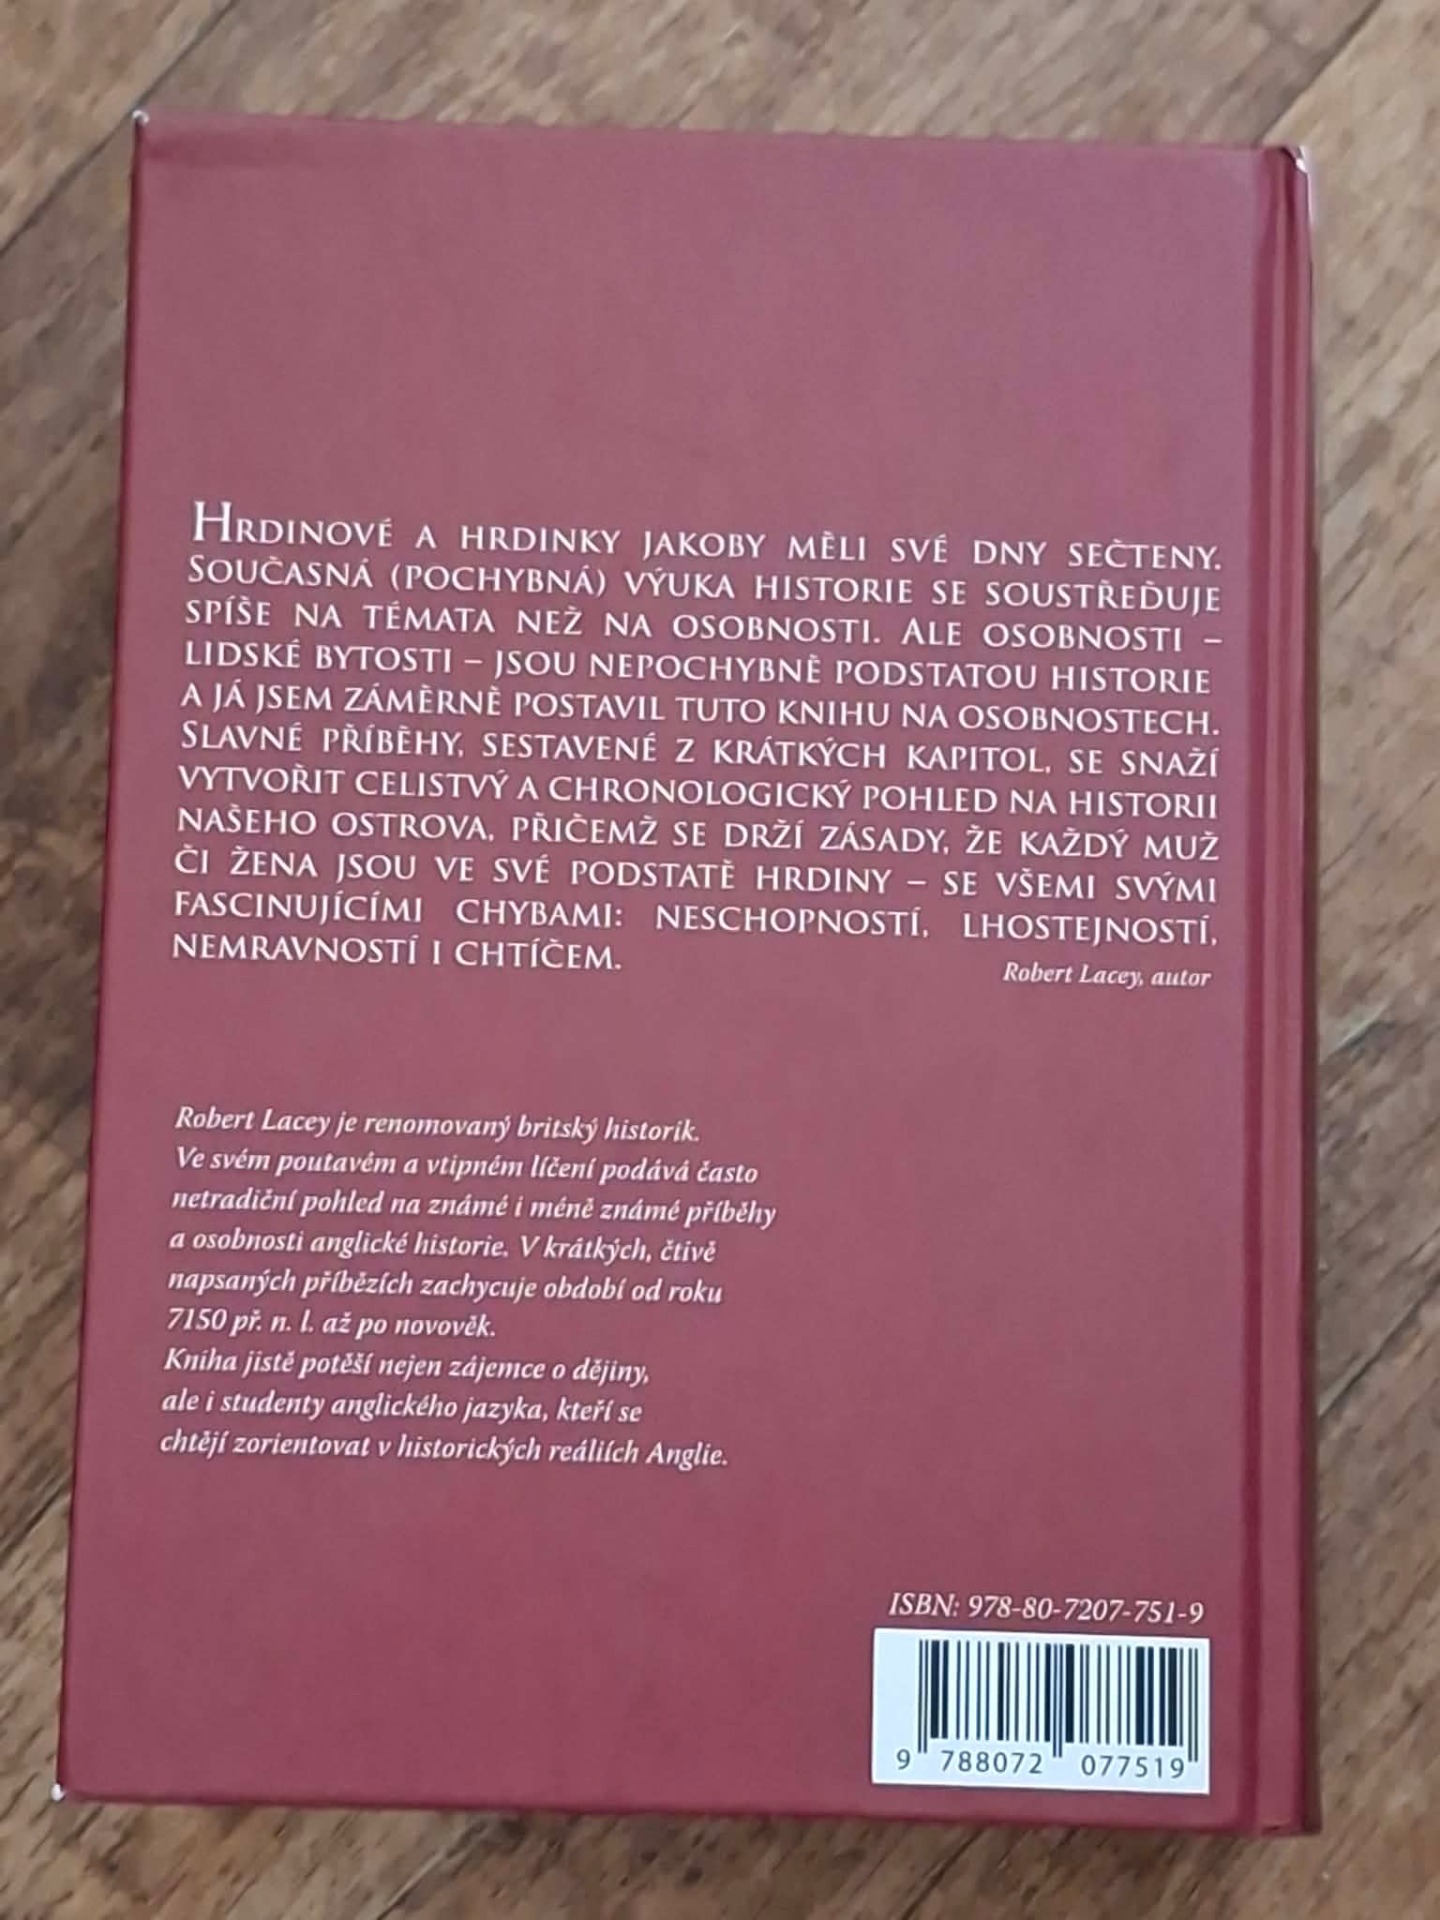 Hrdinové a hrdinky jakoby měli své dny sečteny.
Současná (pochybná) výuka historie se soustřeďuje
spíše na témata než na osobnosti. Ale osobnosti –
lidské bytosti – jsou nepochybně podstatou historie
a já jsem záměrně postavil tuto knihu na osobnostech.
Slavné příběhy, sestavené z krátkých kapitol, se snaží
vytvořit celistvý a chronologický pohled na historii
našeho ostrova, přičemž se drží zásady, že každý muž
či žena jsou ve své podstatě hrdiny – se všemi svými
fascinujícími chybami: neschopností, lhostejností,
nemravností i chtíčem.
Robert Lacey, autor
Robert Lacey je renomovaný britský historik.
Ve svém poutavém a vtipném líčení podává často
netradiční pohled na známé i méně známé příběhy
a osobnosti anglické historie. V krátkých, čtivě
napsaných příbězích zachycuje období od roku
7150 př. n. l. až po novověk.
Kniha jistě potěší nejen zájemce o dějiny,
ale i studenty anglického jazyka, kteří se
chtějí zorientovat v historických reáliích Anglie.
ISBN: 978-80-7207-751-9
9 788072 077519